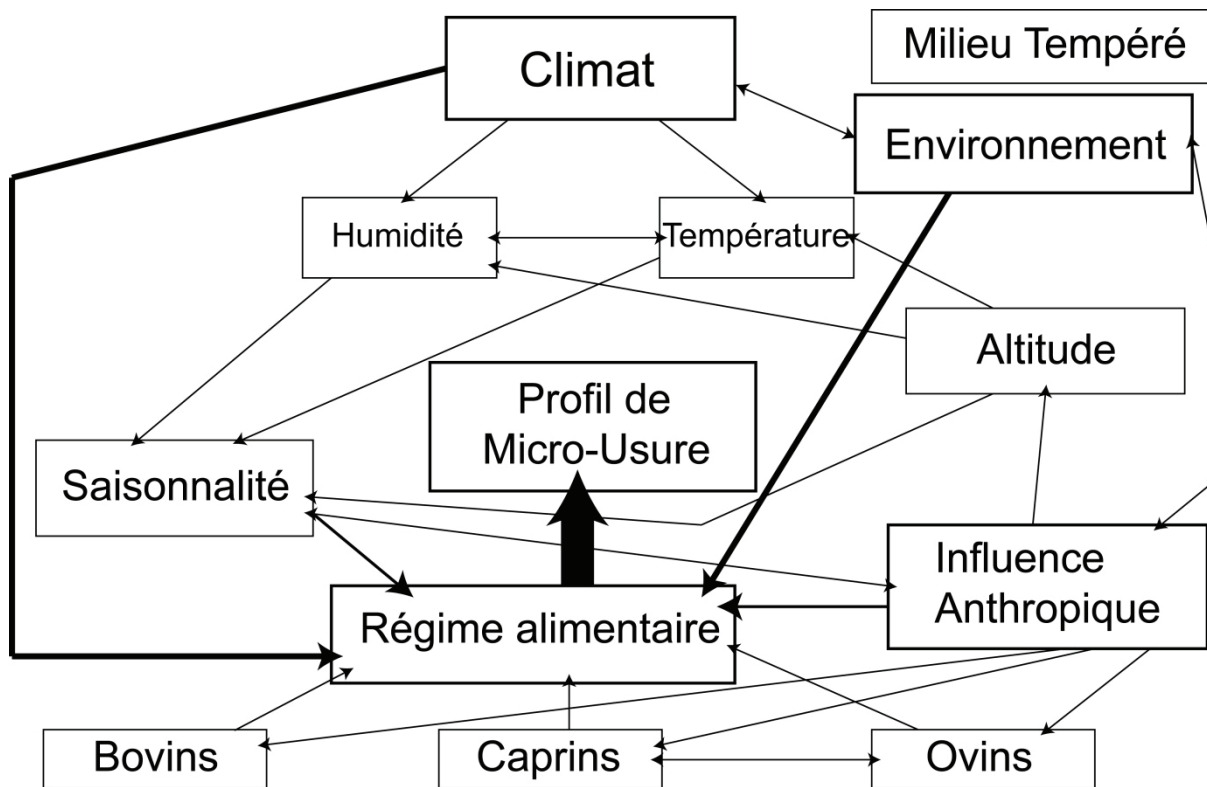 Climat
Milieu Tempéré
Environnement
Humidité
Température
Altitude
Profil de
Micro-Usure
Saisonnalité
Influence
Anthropique
Régime alimentaire
Bovins
Caprins
Ovins